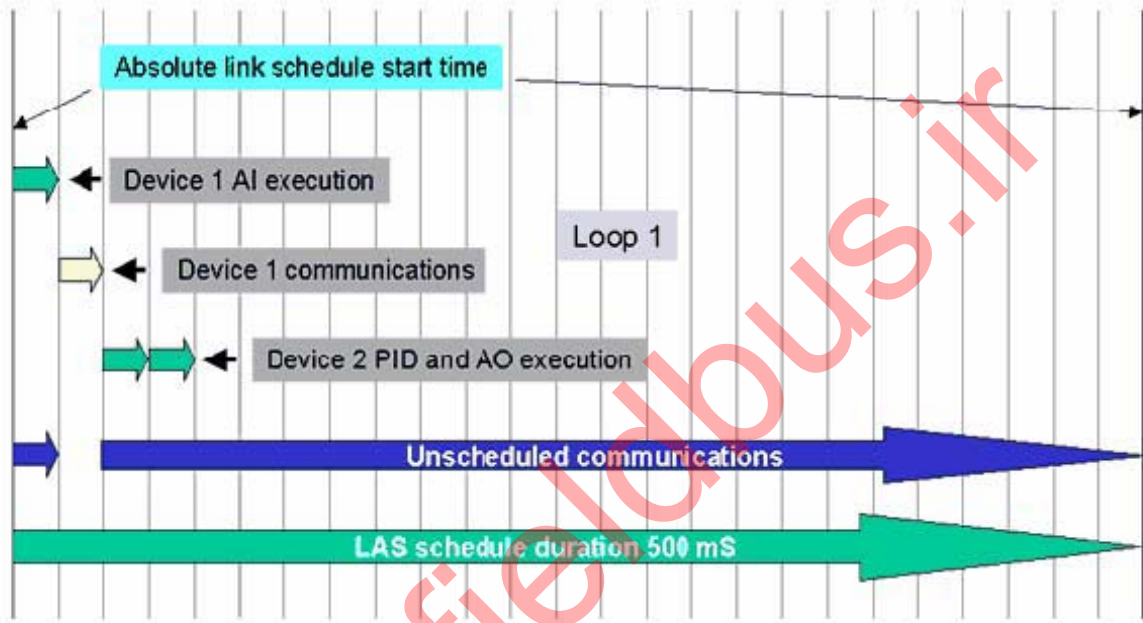 Absolute link schedule start time
Device 1 AI execution
Loop 1
Device 1 communications
Device 2 PID and AO execution
Unscheduled communications
LAS schedule duration 500 mS
fieldbus.ir